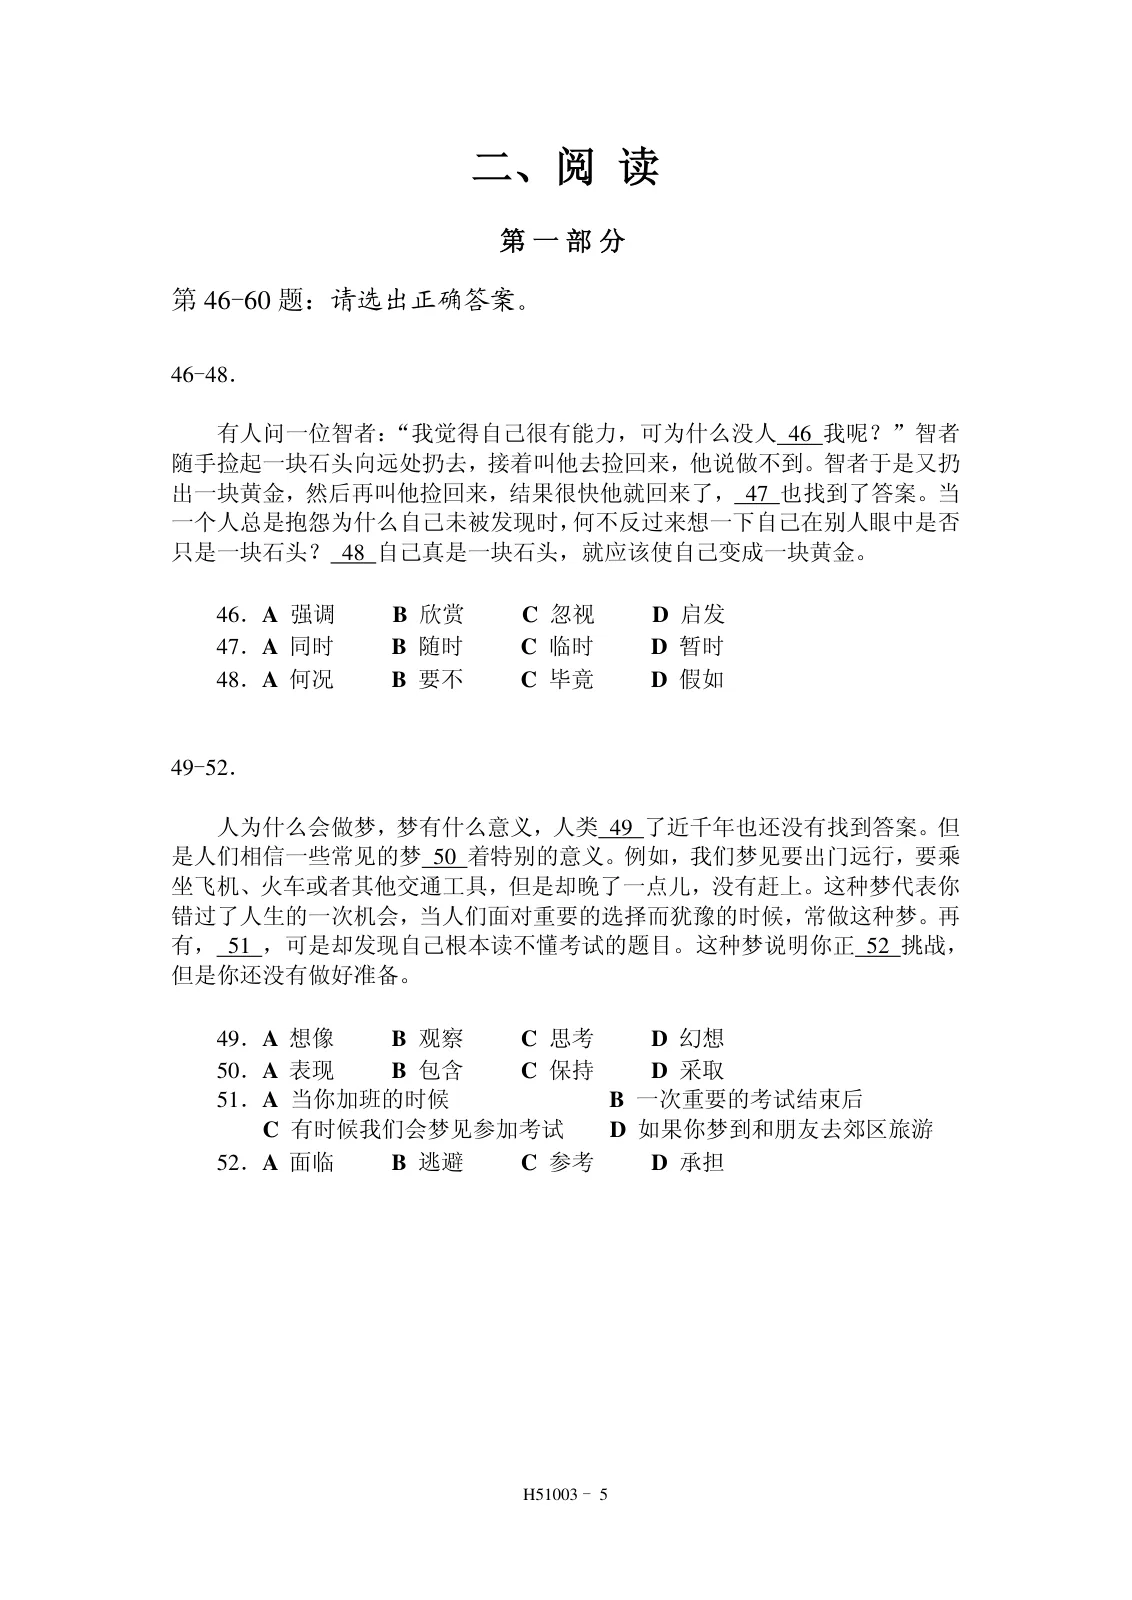 二、阅 读
第一部分
第 46-60 题：请选出正确答案。
46-48．
有人问一位智者：“我觉得自己很有能力，可为什么没人 46 我呢？”智者
随手捡起一块石头向远处扔去，接着叫他去捡回来，他说做不到。智者于是又扔
出一块黄金，然后再叫他捡回来，结果很快他就回来了， 47 也找到了答案。当
一个人总是抱怨为什么自己未被发现时，何不反过来想一下自己在别人眼中是否
只是一块石头？ 48 自己真是一块石头，就应该使自己变成一块黄金。
46．A 强调 B 欣赏 C 忽视 D 启发
47．A 同时 B 随时 C 临时 D 暂时
48．A 何况 B 要不 C 毕竟 D 假如
49-52．
人为什么会做梦，梦有什么意义，人类 49 了近千年也还没有找到答案。但
是人们相信一些常见的梦 50 着特别的意义。例如，我们梦见要出门远行，要乘
坐飞机、火车或者其他交通工具，但是却晚了一点儿，没有赶上。这种梦代表你
错过了人生的一次机会，当人们面对重要的选择而犹豫的时候，常做这种梦。再
有， 51 ，可是却发现自己根本读不懂考试的题目。这种梦说明你正 52 挑战，
但是你还没有做好准备。
49．A 想像 B 观察 C 思考 D 幻想
50．A 表现 B 包含 C 保持 D 采取
51．A 当你加班的时候 B 一次重要的考试结束后
C 有时候我们会梦见参加考试 D 如果你梦到和朋友去郊区旅游
52．A 面临 B 逃避 C 参考 D 承担
H51003－ 5